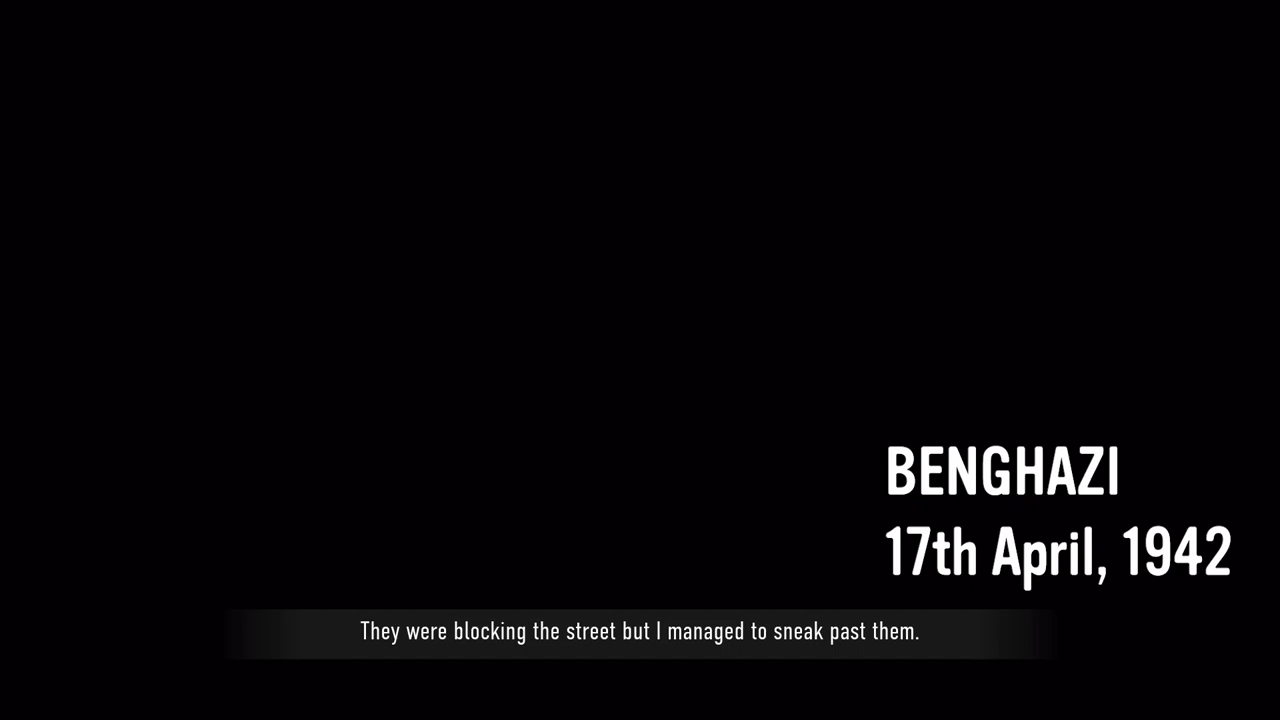 BENGHAZI
17th April, 1942
They were blocking the street but I managed to sneak past them.